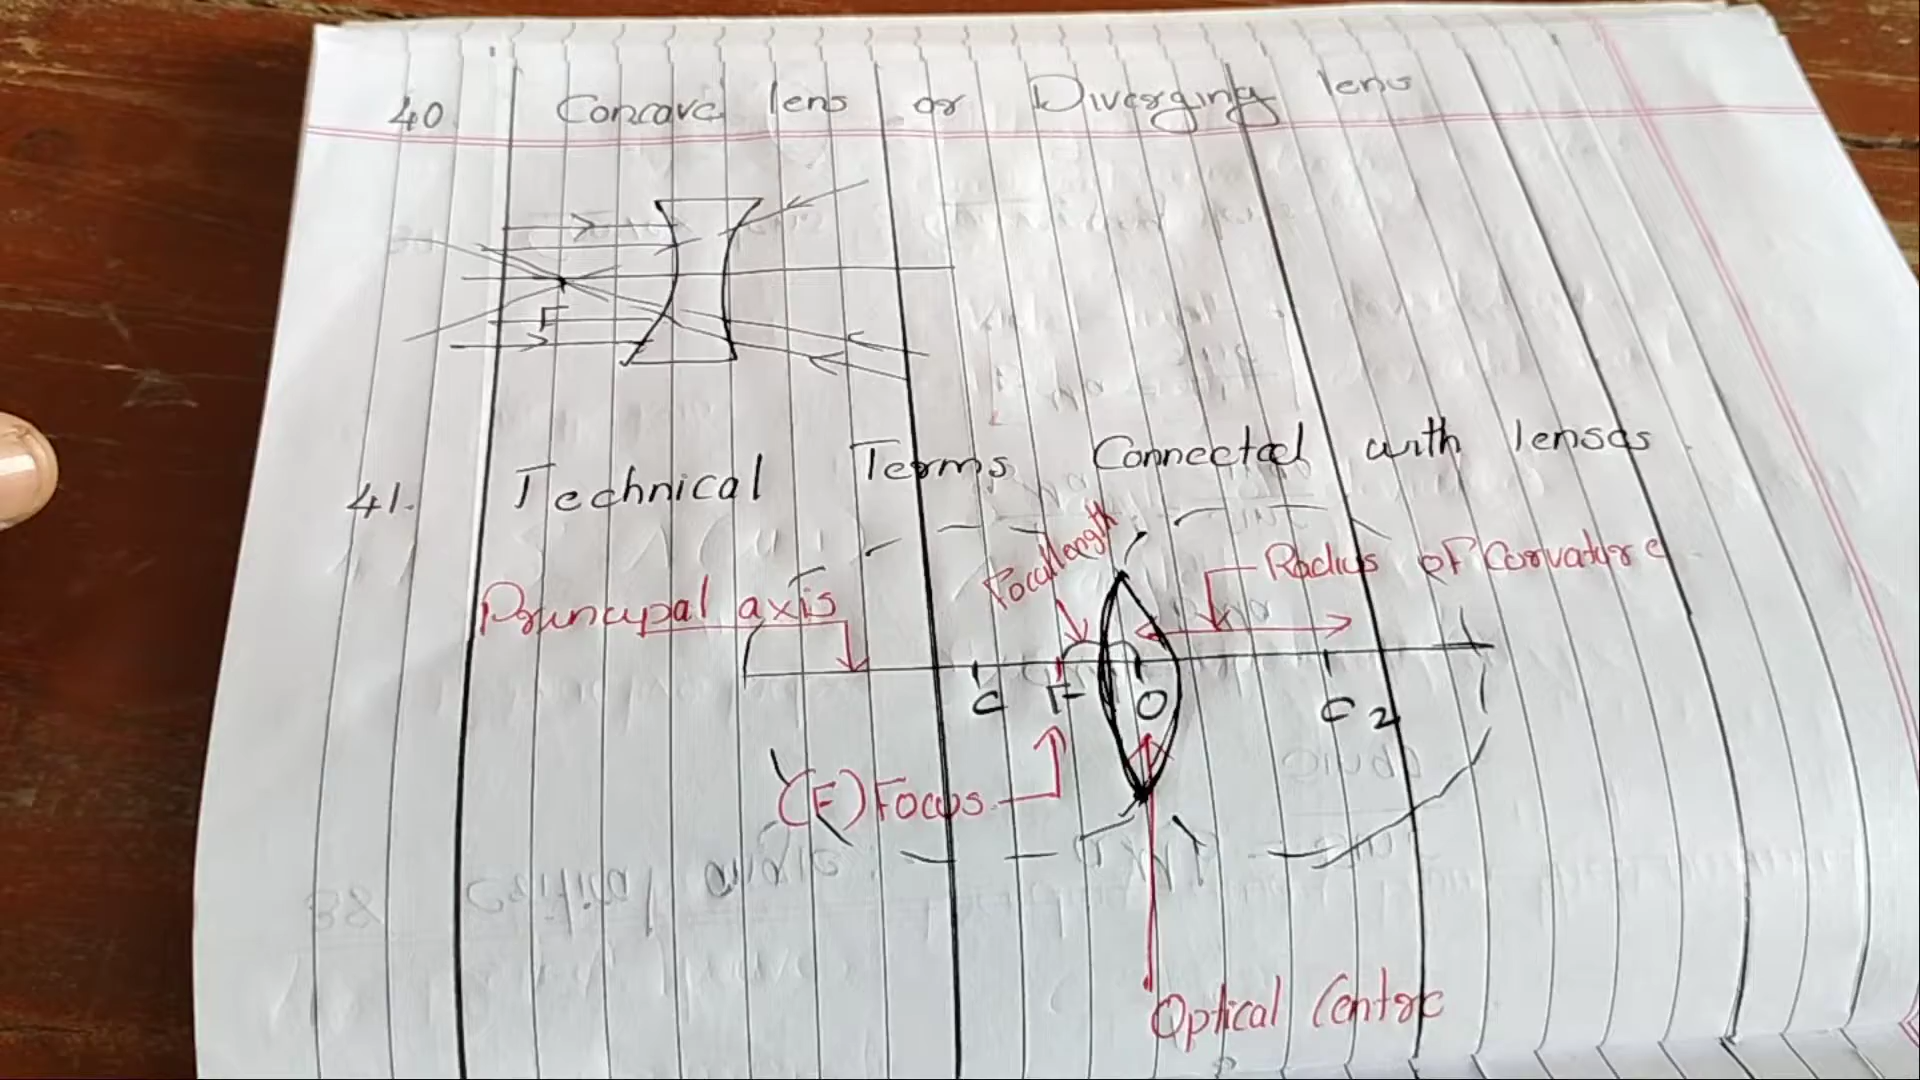 40. Concave lens or Diverging lens
F
41. Technical Terms Connected with lenses
Focal length
Radius of Curvature
Principal axis
C F O C2
(F) Focus
Optical Centre